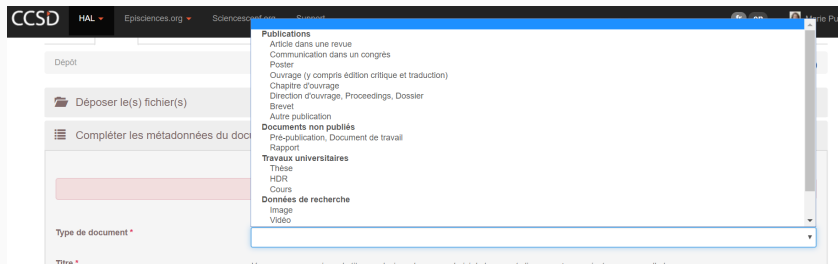 CCSD HAL Episciences.org Sciencesconf.org Support fr en
Dépôt
Déposer le(s) fichier(s)
Compléter les métadonnées du docu
Publications
Article dans une revue
Communication dans un congrès
Poster
Ouvrage (y compris édition critique et traduction)
Chapitre d'ouvrage
Direction d'ouvrage, Proceedings, Dossier
Brevet
Autre publication
Documents non publiés
Pré-publication, Document de travail
Rapport
Travaux universitaires
Thèse
HDR
Cours
Données de recherche
Image
Vidéo
Type de document *
Titre *